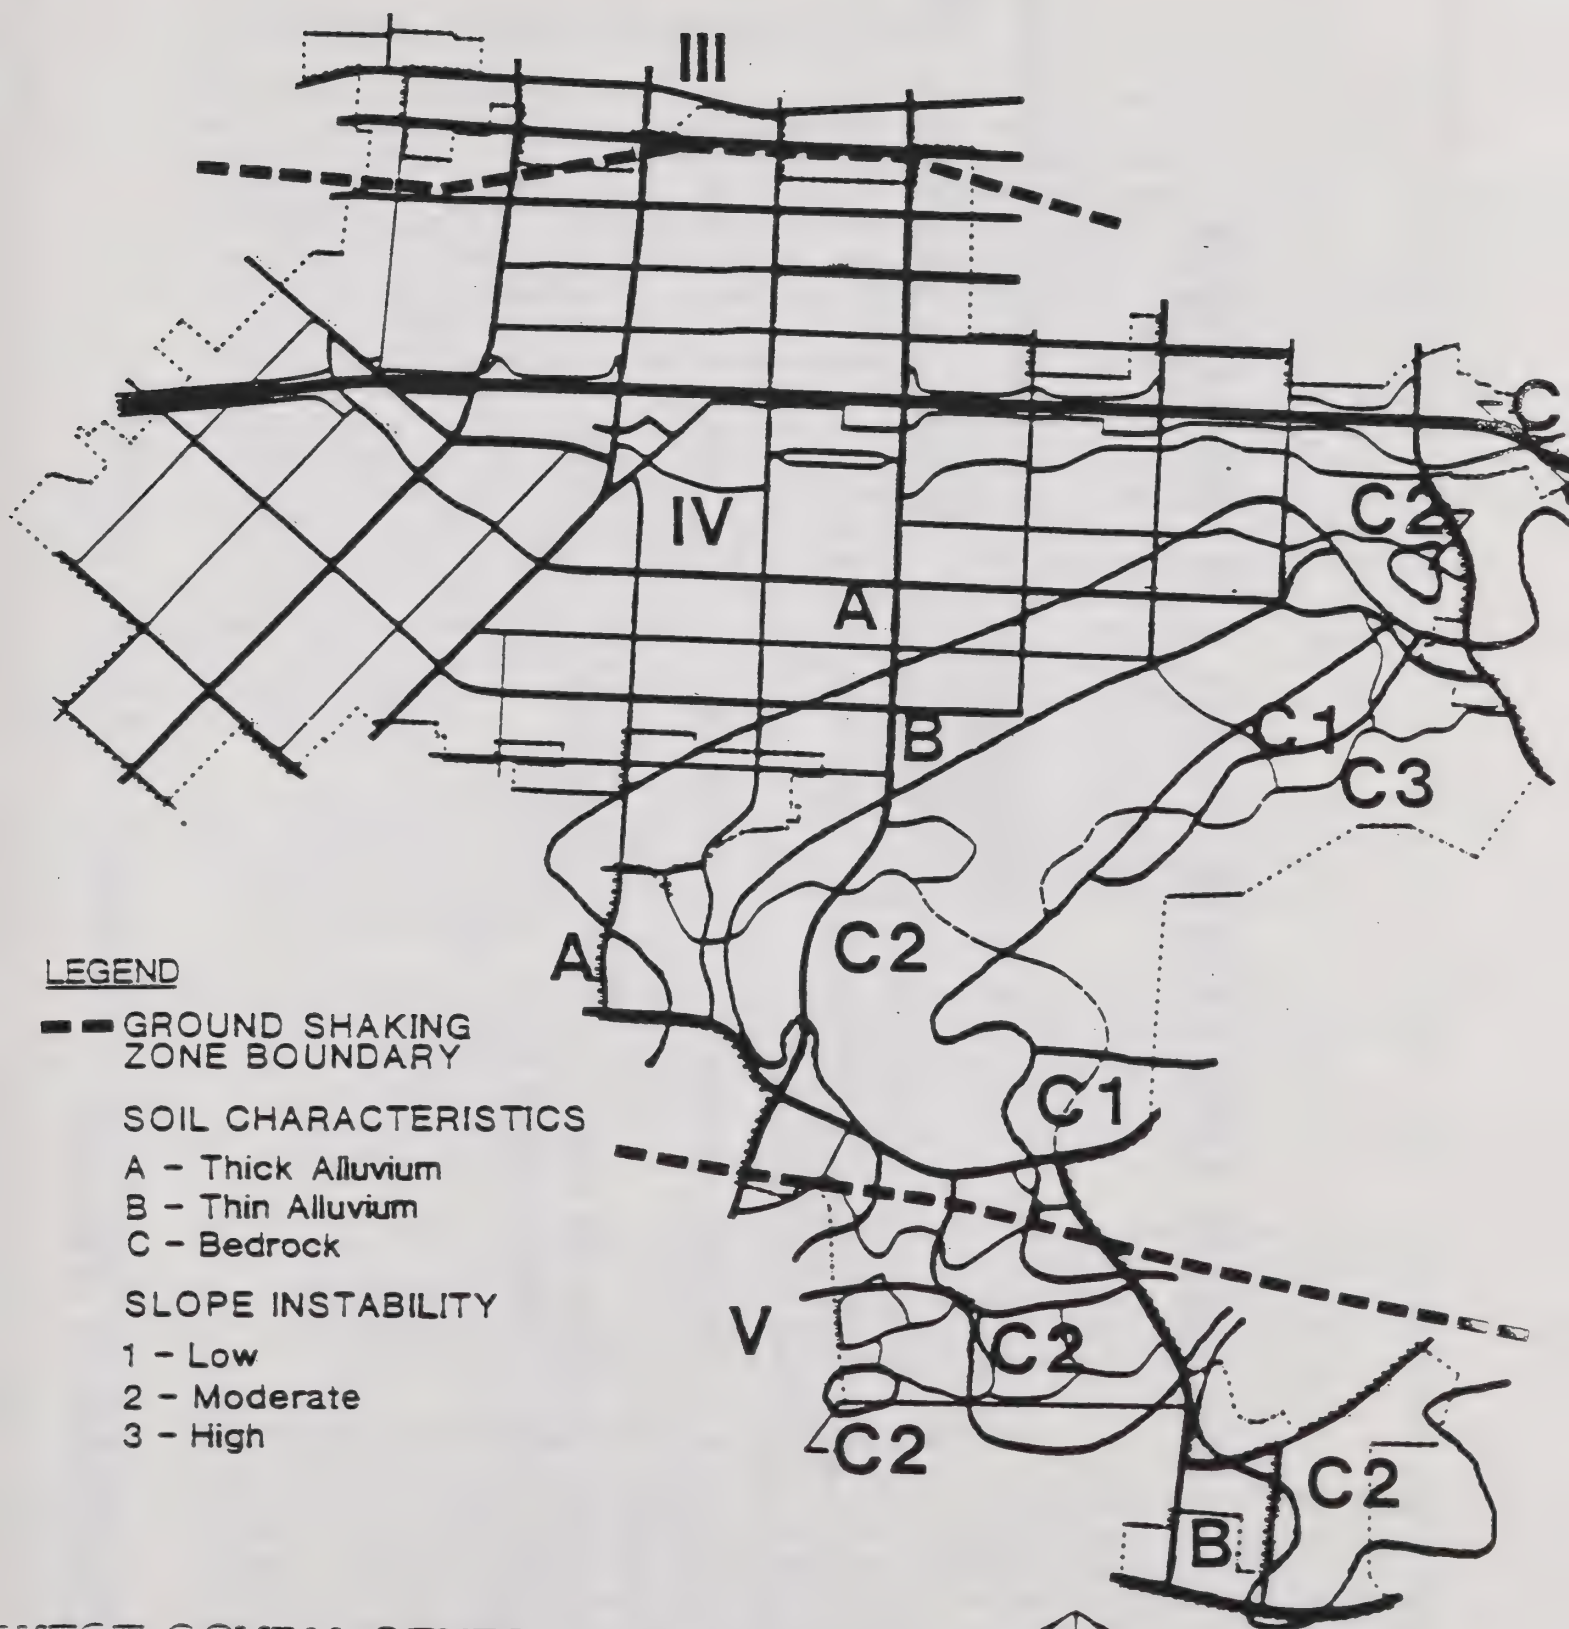 III
C
C2
IV
A
B
C1
C3
A
C2
C1
V
C2
C2
C2
B
LEGEND
GROUND SHAKING
ZONE BOUNDARY
SOIL CHARACTERISTICS
A - Thick Alluvium
B - Thin Alluvium
C - Bedrock
SLOPE INSTABILITY
1 - Low
2 - Moderate
3 - High